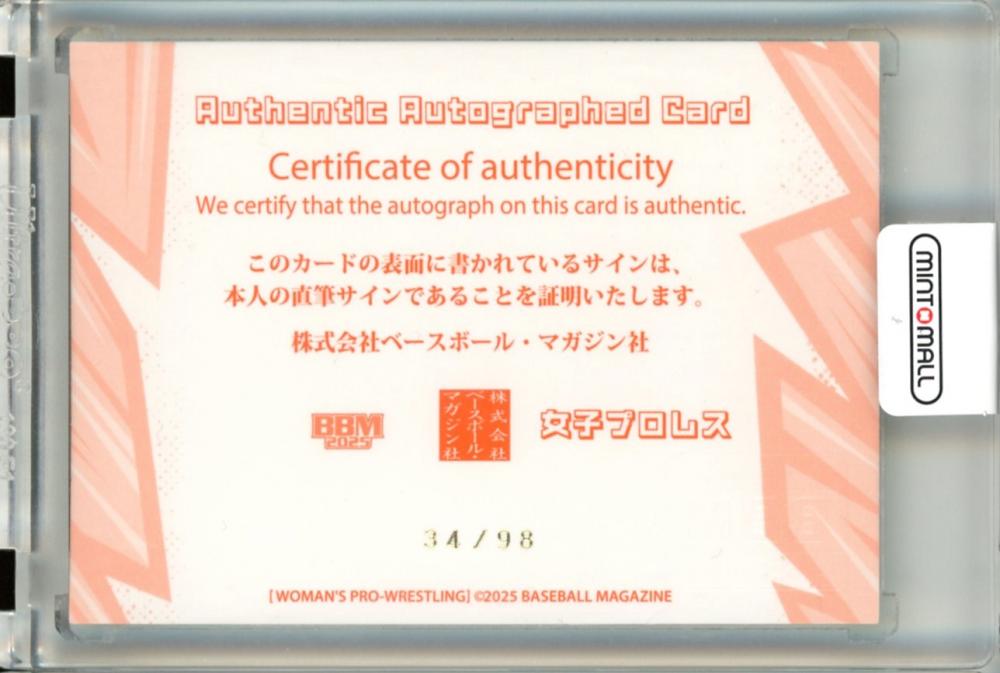 Authentic Autographed Card
Certificate of authenticity
We certify that the autograph on this card is authentic.
このカードの表面に書かれているサインは、
本人の直筆サインであることを証明いたします。
株式会社ベースボール・マガジン社
BBM
2025
株式会社
ベースボール・
マガジン社
女子プロレス
34/98
[WOMAN'S PRO-WRESTLING] ©2025 BASEBALL MAGAZINE
MINTOMALL